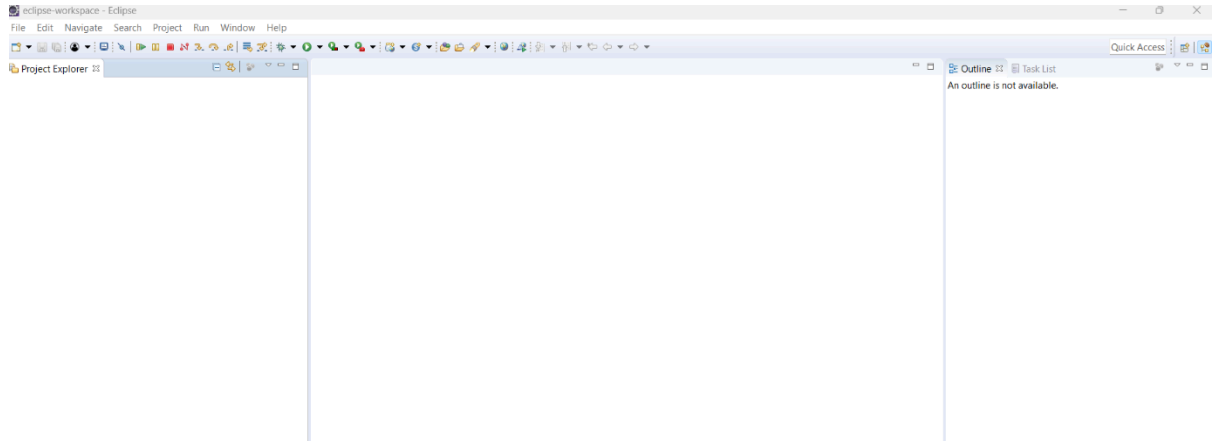 eclipse-workspace - Eclipse
File Edit Navigate Search Project Run Window Help
Quick Access
Project Explorer
Outline Task List
An outline is not available.